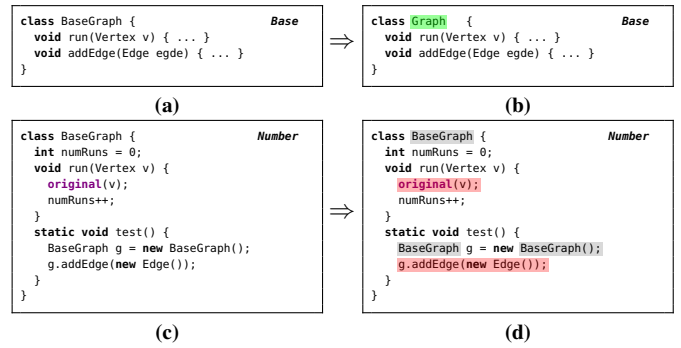 class BaseGraph { Base
void run(Vertex v) { ... }
void addEdge(Edge egde) { ... }
}
(a)
⇒
class Graph { Base
void run(Vertex v) { ... }
void addEdge(Edge egde) { ... }
}
(b)
class BaseGraph { Number
int numRuns = 0;
void run(Vertex v) {
original(v);
numRuns++;
}
static void test() {
BaseGraph g = new BaseGraph();
g.addEdge(new Edge());
}
}
(c)
⇒
class BaseGraph { Number
int numRuns = 0;
void run(Vertex v) {
original(v);
numRuns++;
}
static void test() {
BaseGraph g = new BaseGraph();
g.addEdge(new Edge());
}
}
(d)